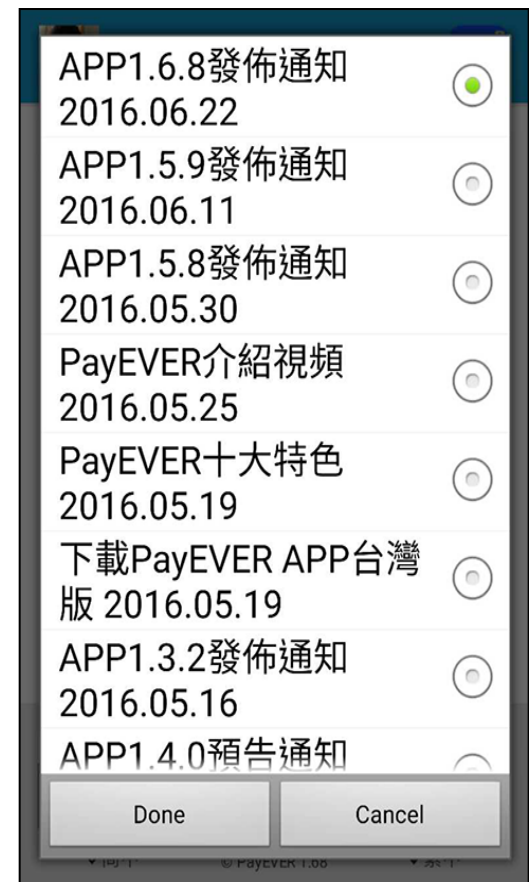 APP1.6.8發佈通知
2016.06.22
APP1.5.9發佈通知
2016.06.11
APP1.5.8發佈通知
2016.05.30
PayEVER介紹視頻
2016.05.25
PayEVER十大特色
2016.05.19
下載PayEVER APP台灣
版 2016.05.19
APP1.3.2發佈通知
2016.05.16
APP1.4.0預告通知
Done Cancel
© PayEVER 1.68